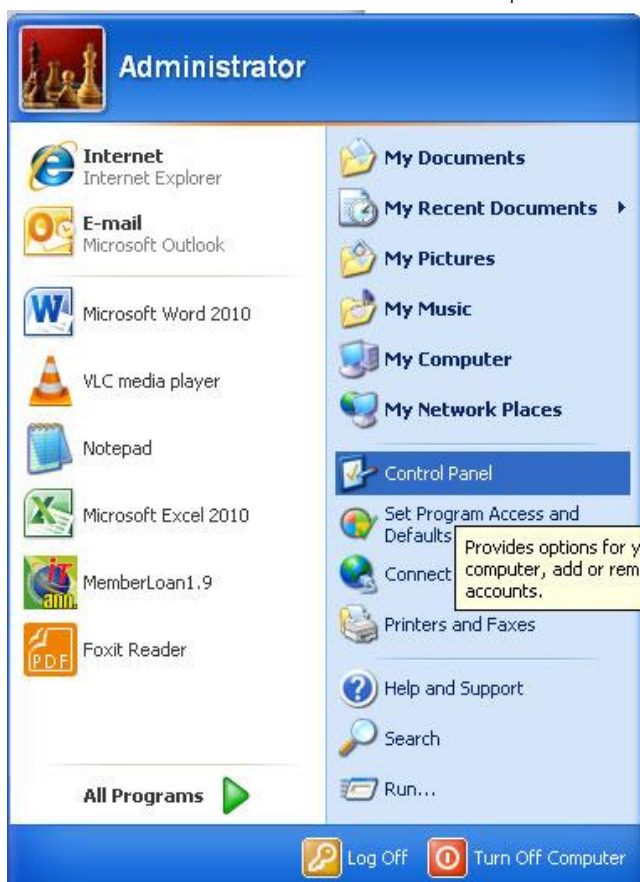 Administrator
Internet
Internet Explorer
E-mail
Microsoft Outlook
Microsoft Word 2010
VLC media player
Notepad
Microsoft Excel 2010
MemberLoan1.9
Foxit Reader
PDF
All Programs
My Documents
My Recent Documents
My Pictures
My Music
My Computer
My Network Places
Control Panel
Set Program Access and
Defaults
Provides options for y
Connect
computer, add or rem
accounts.
Printers and Faxes
Help and Support
Search
Run...
Log Off
Turn Off Computer